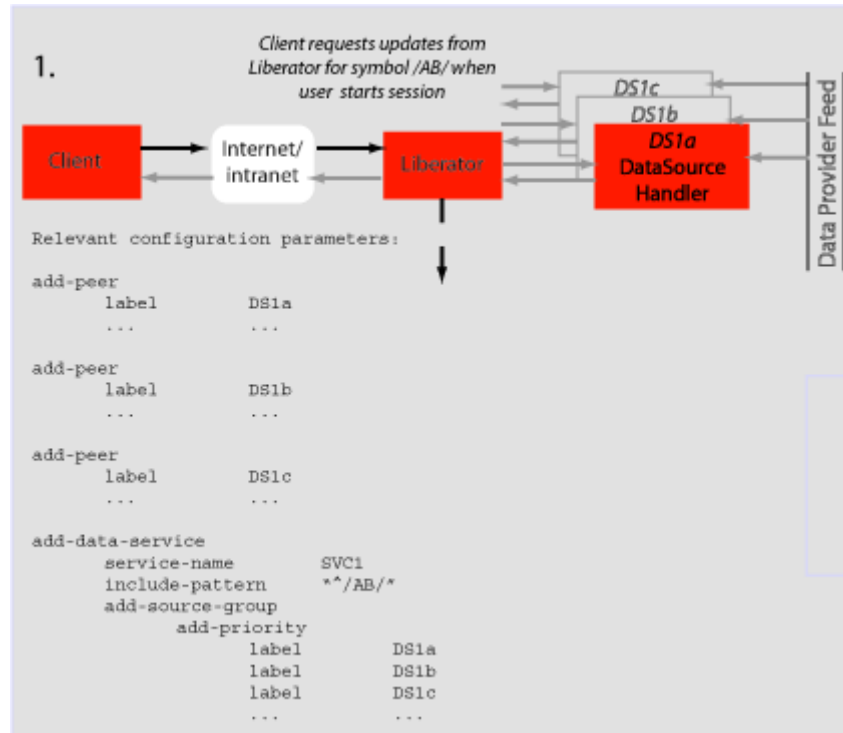 1.
Client requests updates from
Liberator for symbol /AB/ when
user starts session
DS1c
DS1b
DS1a
DataSource
Handler
Client
Internet/
intranet
Liberator
Data Provider Feed
Relevant configuration parameters:
add-peer
label DS1a
... ...
add-peer
label DS1b
... ...
add-peer
label DS1c
... ...
add-data-service
service-name SVC1
include-pattern "^/AB/"
add-source-group
add-priority
label DS1a
label DS1b
label DS1c
... ...